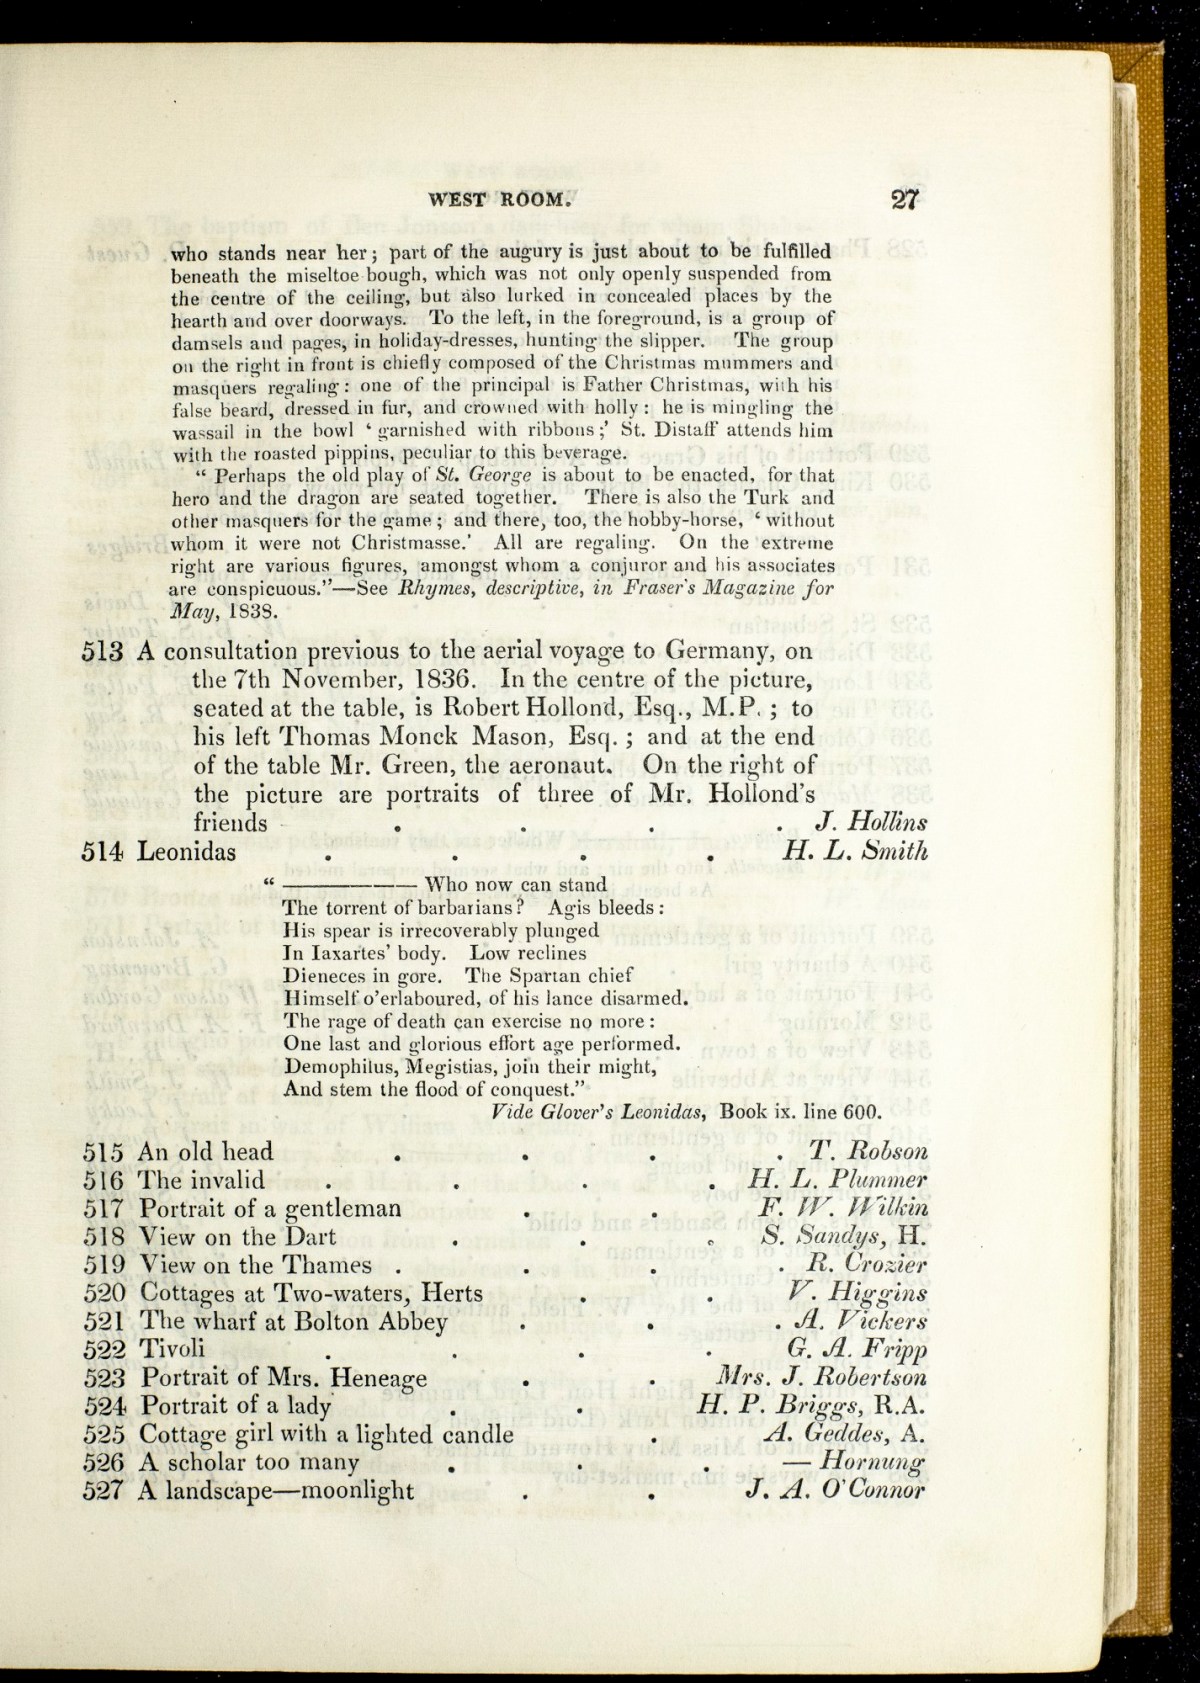 WEST ROOM. 27
who stands near her; part of the augury is just about to be fulfilled
beneath the miseltoe bough, which was not only openly suspended from
the centre of the ceiling, but also lurked in concealed places by the
hearth and over doorways. To the left, in the foreground, is a group of
damsels and pages, in holiday-dresses, hunting the slipper. The group
on the right in front is chiefly composed of the Christmas mummers and
masquers regaling: one of the principal is Father Christmas, with his
false beard, dressed in fur, and crowned with holly: he is mingling the
wassail in the bowl ‘ garnished with ribbons;’ St. Distaff attends him
with the roasted pippins, peculiar to this beverage.
“ Perhaps the old play of St. George is about to be enacted, for that
hero and the dragon are seated together. There is also the Turk and
other masquers for the game; and there, too, the hobby-horse, ‘ without
whom it were not Christmasse.’ All are regaling. On the extreme
right are various figures, amongst whom a conjuror and his associates
are conspicuous.”—See Rhymes, descriptive, in Fraser's Magazine for
May, 1838.
513 A consultation previous to the aerial voyage to Germany, on
the 7th November, 1836. In the centre of the picture,
seated at the table, is Robert Hollond, Esq., M.P. ; to
his left Thomas Monck Mason, Esq. ; and at the end
of the table Mr. Green, the aeronaut. On the right of
the picture are portraits of three of Mr. Hollond's
friends . . . . J. Hollins
514 Leonidas . . . . H. L. Smith
“ ————— Who now can stand
The torrent of barbarians? Agis bleeds:
His spear is irrecoverably plunged
In Iaxartes' body. Low reclines
Dieneces in gore. The Spartan chief
Himself o'erlaboured, of his lance disarmed.
The rage of death can exercise no more:
One last and glorious effort age performed.
Demophilus, Megistias, join their might,
And stem the flood of conquest.”
Vide Glover's Leonidas, Book ix. line 600.
515 An old head . . . . T. Robson
516 The invalid . . . . H. L. Plummer
517 Portrait of a gentleman . . F. W. Wilkin
518 View on the Dart . . . S. Sandys, H.
519 View on the Thames . . . . R. Crozier
520 Cottages at Two-waters, Herts . . V. Higgins
521 The wharf at Bolton Abbey . . . A. Vickers
522 Tivoli . . . . G. A. Fripp
523 Portrait of Mrs. Heneage . . Mrs. J. Robertson
524 Portrait of a lady . . H. P. Briggs, R.A.
525 Cottage girl with a lighted candle . A. Geddes, A.
526 A scholar too many . . . — Hornung
527 A landscape—moonlight . . J. A. O'Connor